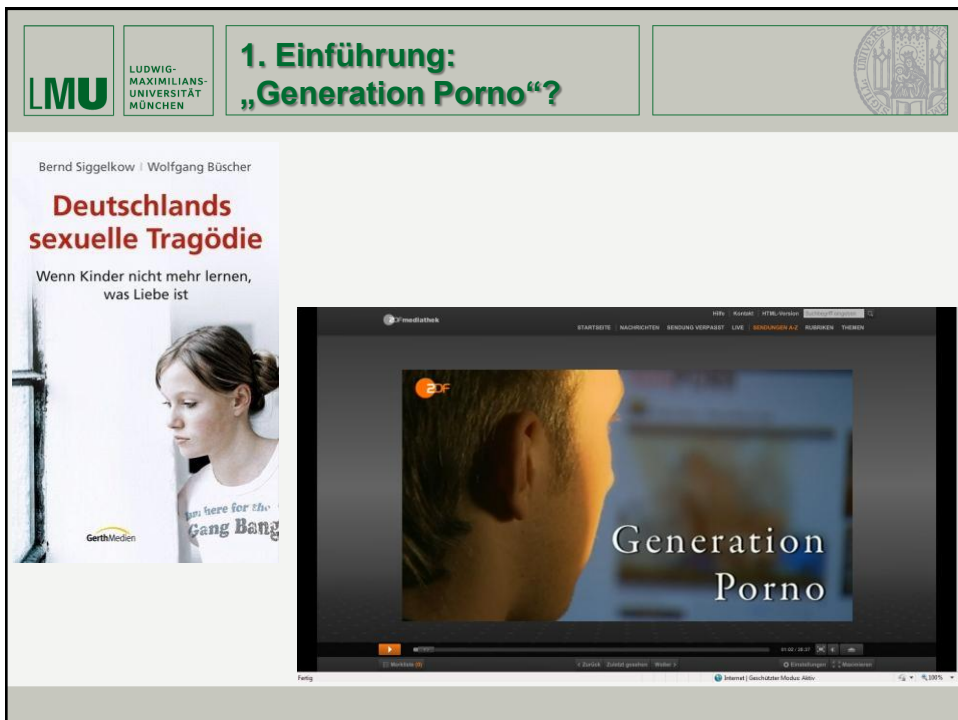 LMU
LUDWIG-
MAXIMILIANS-
UNIVERSITÄT
MÜNCHEN
1. Einführung:
„Generation Porno“?
Bernd Siggelkow | Wolfgang Büscher
Deutschlands
sexuelle Tragödie
Wenn Kinder nicht mehr lernen,
was Liebe ist
here for the
Gang Bang
GerthMedien
ZDFmediathek
Hilfe | Kontakt | HTML-Version
STARTSEITE | NACHRICHTEN SENDUNG VERPASST LIVE | SENDUNGEN A-Z RUBRIKEN THEMEN
ZDF
Generation
Porno
Merkliste (0)
< Zurück Zuletzt gesehen Weiter >
Einstellungen Maximieren
Fertig
Internet | Geschützter Modus: Aktiv
100%